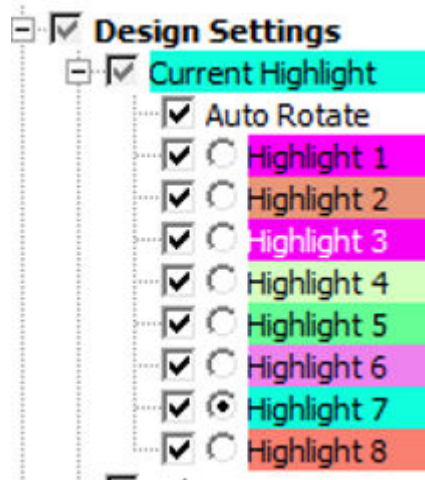 Design Settings
Current Highlight
Auto Rotate
Highlight 1
Highlight 2
Highlight 3
Highlight 4
Highlight 5
Highlight 6
Highlight 7
Highlight 8